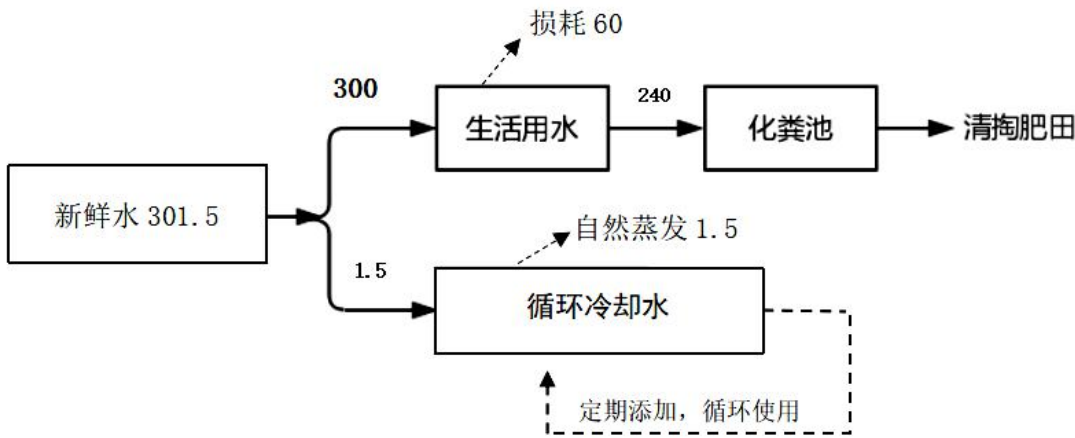 损耗 60
300
240
生活用水
化粪池
清掏肥田
新鲜水 301.5
自然蒸发 1.5
1.5
循环冷却水
定期添加，循环使用